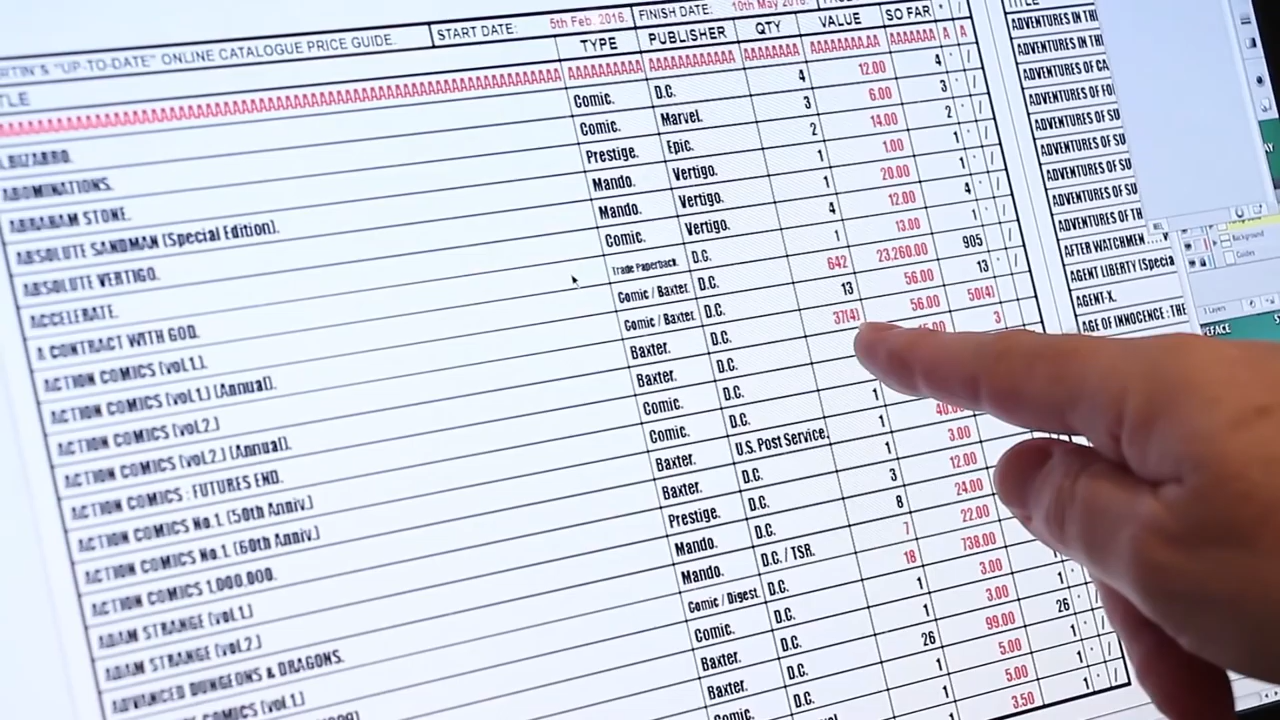 "UP-TO-DATE" ONLINE CATALOGUE PRICE GUIDE. START DATE: 5th Feb. 2016. FINISH DATE: 10th May 2016.
TYPE PUBLISHER QTY VALUE SO FAR
BIZARRO. Comic. D.C. 4 12.00 4
ABOMINATIONS. Comic. Marvel. 3 6.00 3
ABRAHAM STONE. Prestige. Epic. 2 14.00 2
ABSOLUTE SANDMAN (Special Edition). Mando. Vertigo. 1 1.00 1
ABSOLUTE VERTIGO. Mando. Vertigo. 1 20.00 1
ACCELERATE. Comic. Vertigo. 4 12.00 4
A CONTRACT WITH GOD. Trade Paperback. D.C. 1 13.00 1
ACTION COMICS (vol.1.). Comic / Baxter. D.C. 642 23,260.00 905
ACTION COMICS (vol.1.) (Annual). Comic / Baxter. D.C. 13 56.00 13
ACTION COMICS (vol.2.) Baxter. D.C. 37(4) 56.00 50(4)
ACTION COMICS (vol.2.) (Annual). Baxter. D.C. 3
ACTION COMICS : FUTURES END. Comic. D.C.
ACTION COMICS No.1. (50th Anniv.) Comic. D.C. 1
ACTION COMICS No.1. (60th Anniv.) Baxter. U.S. Post Service. 1
ACTION COMICS 1,000,000. Baxter. D.C. 1 3.00
ADAM STRANGE (vol.1.) Prestige. D.C. 3 12.00
ADAM STRANGE (vol.2.) Mando. D.C. 8 24.00
ADVANCED DUNGEONS & DRAGONS. Mando. D.C. / TSR. 7 22.00
COMICS (vol.1.) Comic / Digest. D.C. 18 738.00
Comic. D.C. 1 3.00
Baxter. D.C. 1 3.00 1
Baxter. D.C. 26 99.00 26
Comic. D.C. 1 5.00 1
1 5.00 1
1 3.50 1
ADVENTURES IN THE
ADVENTURES IN THE
ADVENTURES OF CA
ADVENTURES OF FO
ADVENTURES OF SU
ADVENTURES OF SU
ADVENTURES OF SU
ADVENTURES OF SU
ADVENTURES OF TH
AFTER WATCHMEN
AGENT LIBERTY (Specia
AGENT-X.
AGE OF INNOCENCE : THE
Background
Guides
3 Layers